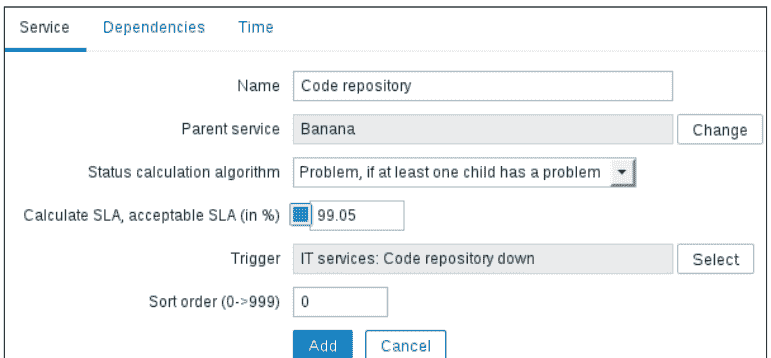 Service Dependencies Time
Name Code repository
Parent service Banana Change
Status calculation algorithm Problem, if at least one child has a problem
Calculate SLA, acceptable SLA (in %) 99.05
Trigger IT services: Code repository down Select
Sort order (0->999) 0
Add Cancel